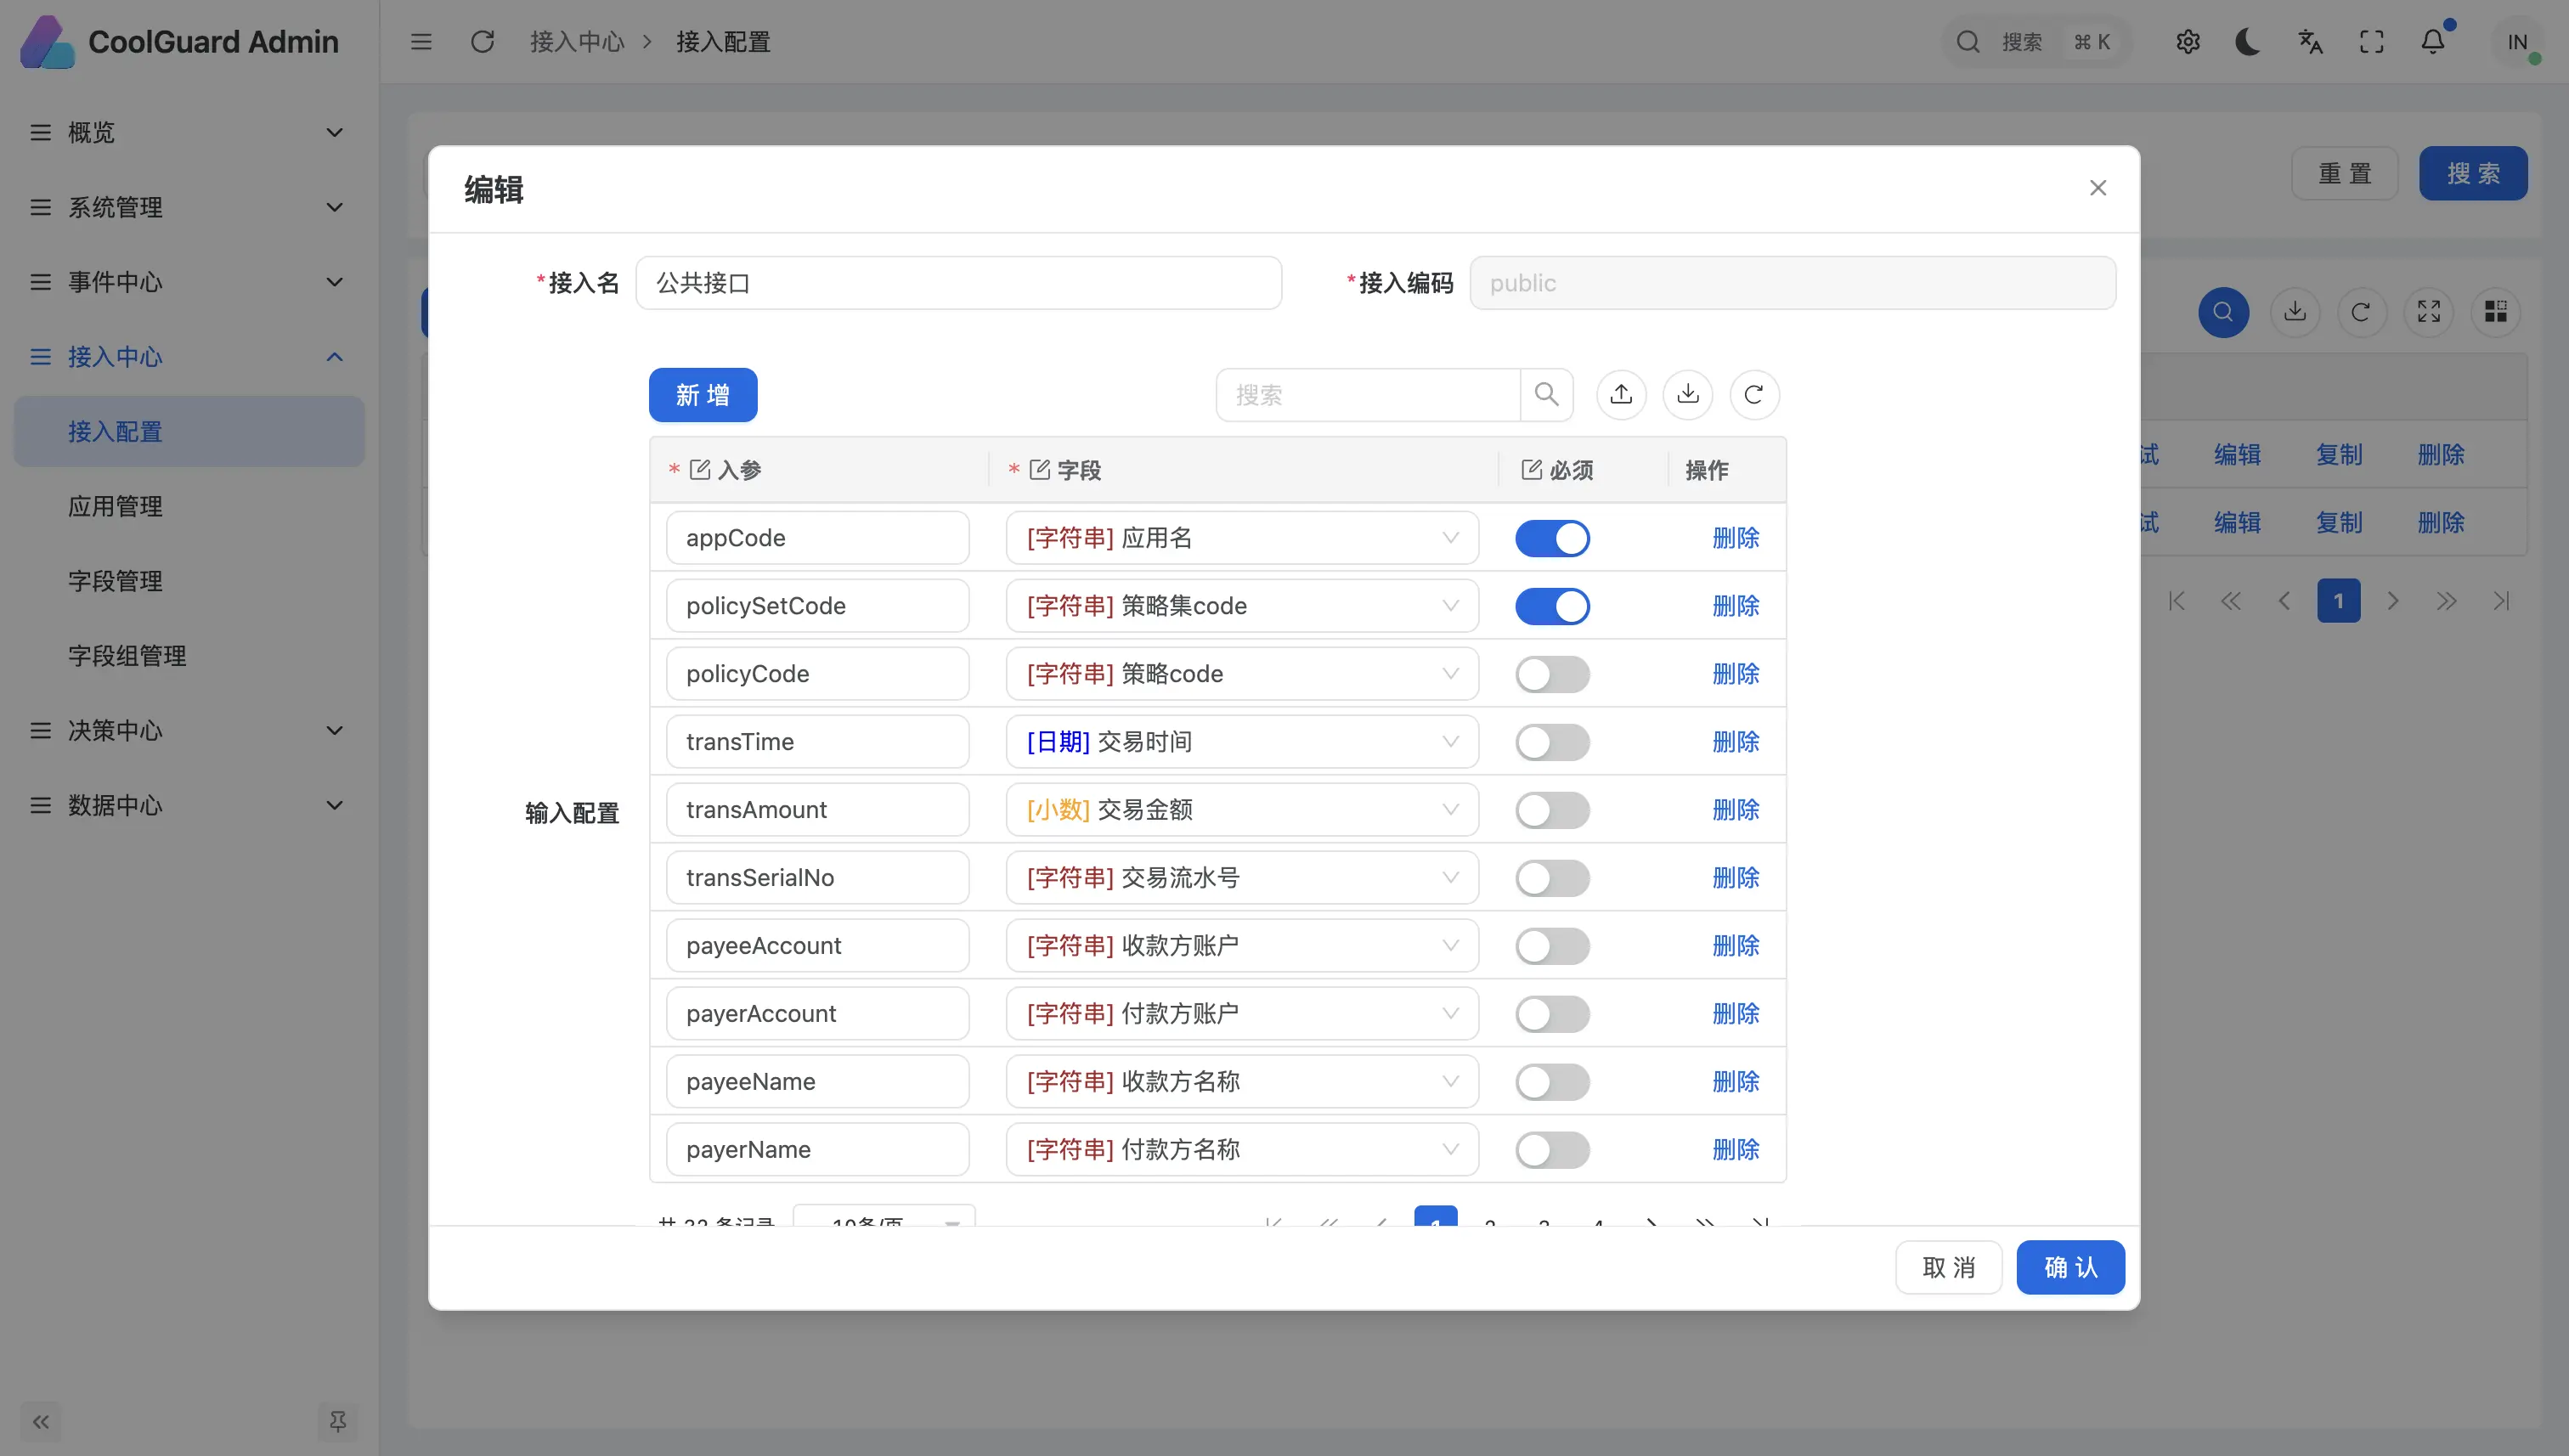 CoolGuard Admin
接入中心 > 接入配置
搜索 ⌘ K
IN
概览
系统管理
事件中心
接入中心
接入配置
应用管理
字段管理
字段组管理
决策中心
数据中心
重 置
搜 索
编辑
*接入名 公共接口
*接入编码 public
新 增
搜索
输入配置
* 入参 * 字段 必须 操作
appCode [字符串] 应用名 删除
policySetCode [字符串] 策略集code 删除
policyCode [字符串] 策略code 删除
transTime [日期] 交易时间 删除
transAmount [小数] 交易金额 删除
transSerialNo [字符串] 交易流水号 删除
payeeAccount [字符串] 收款方账户 删除
payerAccount [字符串] 付款方账户 删除
payeeName [字符串] 收款方名称 删除
payerName [字符串] 付款方名称 删除
共 32 条记录 10条/页 1 2 3 4
取 消
确 认
试 编辑 复制 删除
试 编辑 复制 删除
1